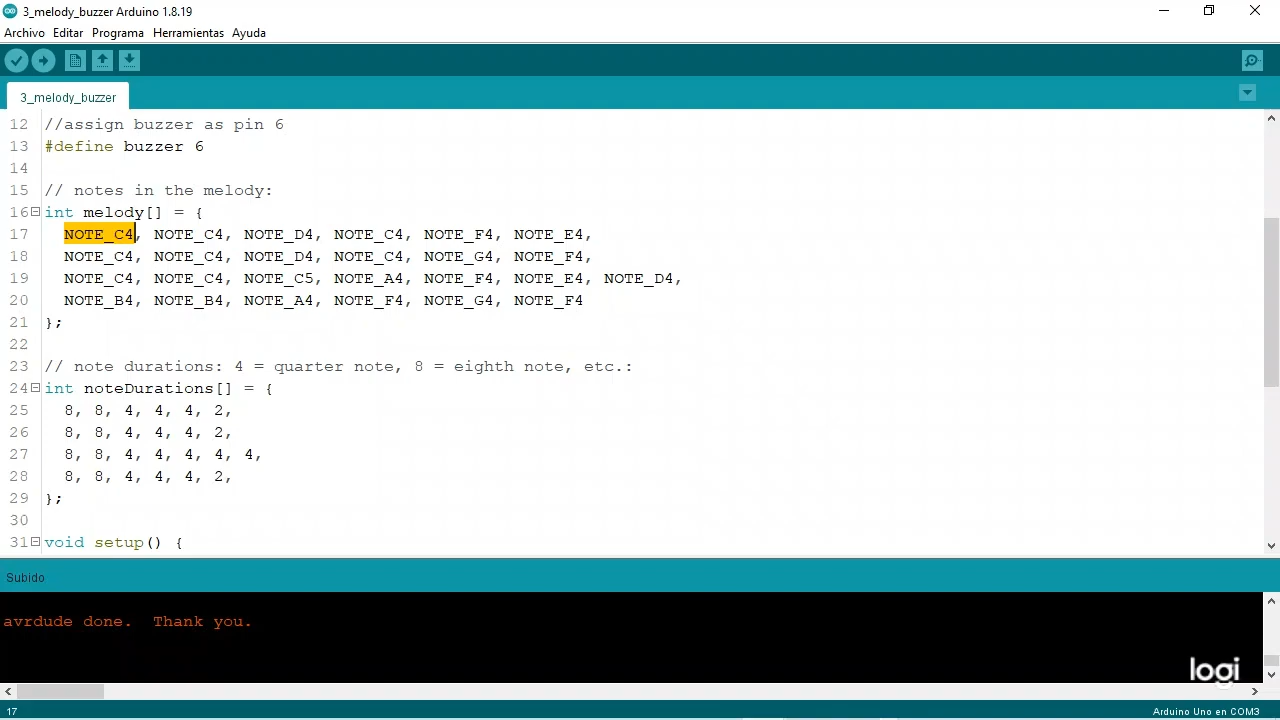 3_melody_buzzer Arduino 1.8.19
Archivo Editar Programa Herramientas Ayuda
3_melody_buzzer
12 //assign buzzer as pin 6
13 #define buzzer 6
14
15 // notes in the melody:
16 int melody[] = {
17 NOTE_C4, NOTE_C4, NOTE_D4, NOTE_C4, NOTE_F4, NOTE_E4,
18 NOTE_C4, NOTE_C4, NOTE_D4, NOTE_C4, NOTE_G4, NOTE_F4,
19 NOTE_C4, NOTE_C4, NOTE_C5, NOTE_A4, NOTE_F4, NOTE_E4, NOTE_D4,
20 NOTE_B4, NOTE_B4, NOTE_A4, NOTE_F4, NOTE_G4, NOTE_F4
21 };
22
23 // note durations: 4 = quarter note, 8 = eighth note, etc.:
24 int noteDurations[] = {
25 8, 8, 4, 4, 4, 2,
26 8, 8, 4, 4, 4, 2,
27 8, 8, 4, 4, 4, 4, 4,
28 8, 8, 4, 4, 4, 2,
29 };
30
31 void setup() {
Subido
avrdude done.  Thank you.
logi
17
Arduino Uno en COM3